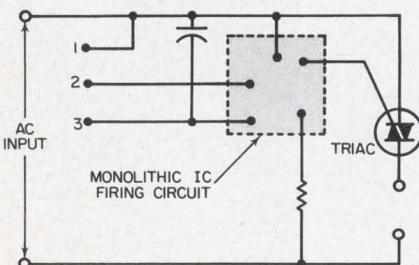 1
2
3
AC
INPUT
MONOLITHIC IC
FIRING CIRCUIT
TRIAC